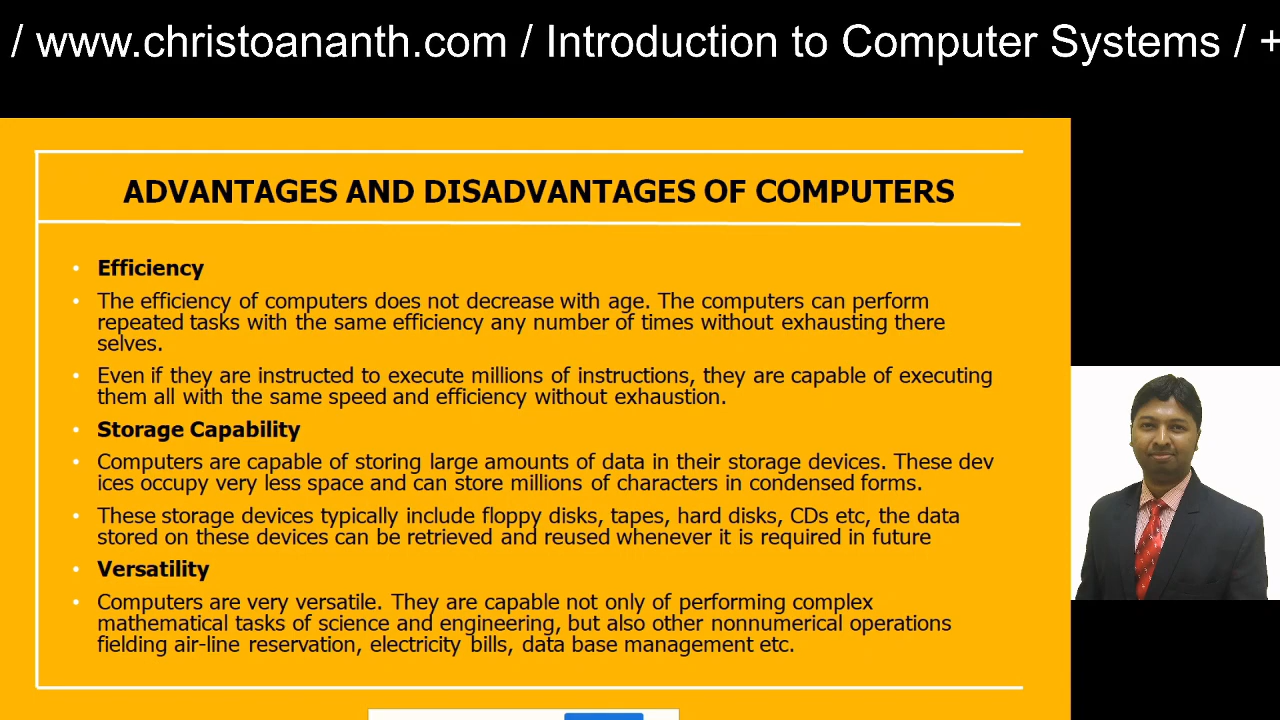 / www.christoananth.com / Introduction to Computer Systems / +
ADVANTAGES AND DISADVANTAGES OF COMPUTERS
• Efficiency
• The efficiency of computers does not decrease with age. The computers can perform
repeated tasks with the same efficiency any number of times without exhausting there
selves.
• Even if they are instructed to execute millions of instructions, they are capable of executing
them all with the same speed and efficiency without exhaustion.
• Storage Capability
• Computers are capable of storing large amounts of data in their storage devices. These dev
ices occupy very less space and can store millions of characters in condensed forms.
• These storage devices typically include floppy disks, tapes, hard disks, CDs etc, the data
stored on these devices can be retrieved and reused whenever it is required in future
• Versatility
• Computers are very versatile. They are capable not only of performing complex
mathematical tasks of science and engineering, but also other nonnumerical operations
fielding air-line reservation, electricity bills, data base management etc.